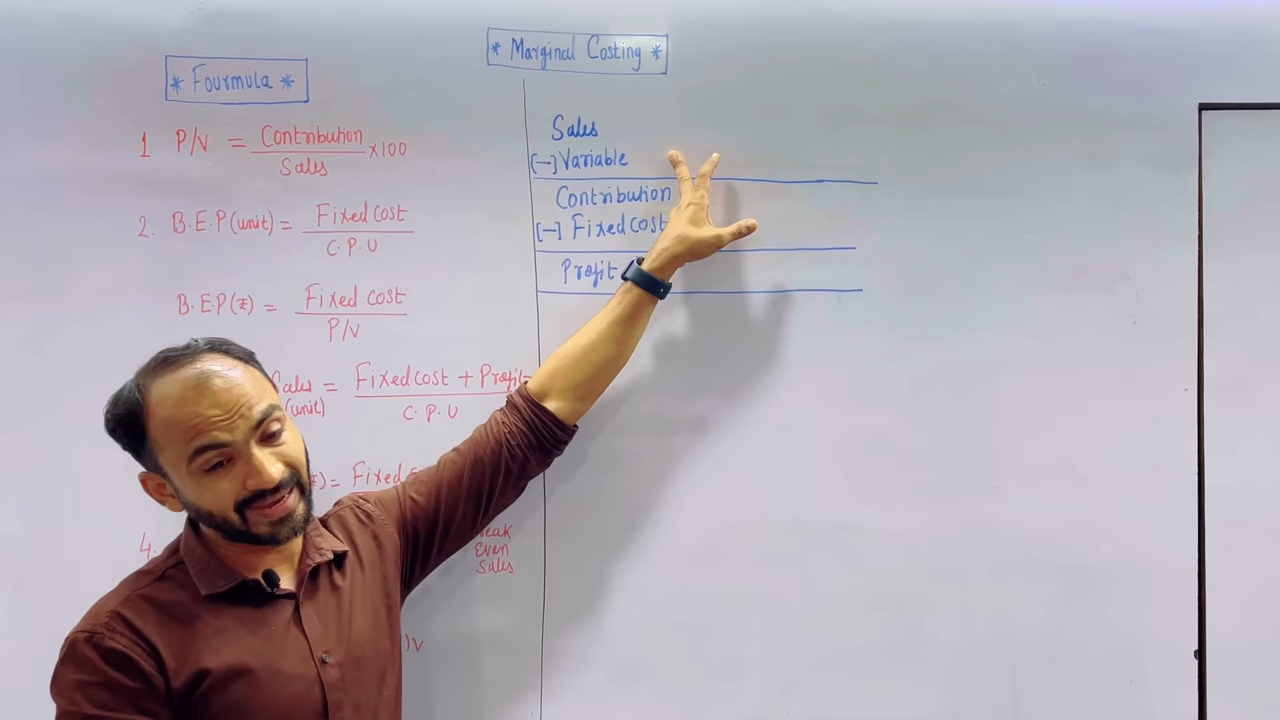 * Marginal Costing *
* Fourmula *
1 P/V = Contribution / Sales ×100
2. B.E.P(unit) = Fixed Cost / C.P.U
B.E.P(₹) = Fixed Cost / P/V
Sales (unit) = Fixed cost + Profit / C.P.U
₹) = Fixed
4.
Even
Sales
)V
Sales
[-] Variable
Contribution
[-] Fixed cost
Profit